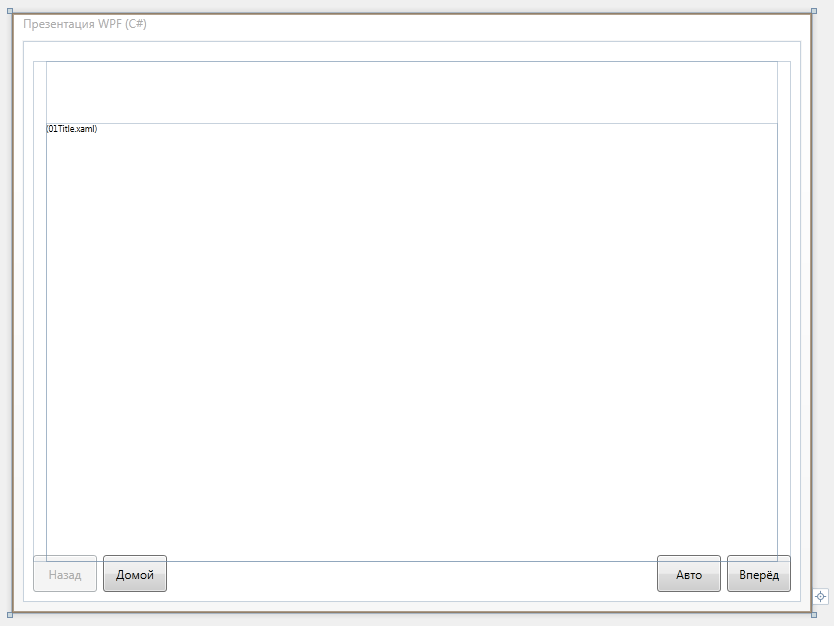 Презентация WPF (C#)
(01Title.xaml)
Назад
Домой
Авто
Вперёд